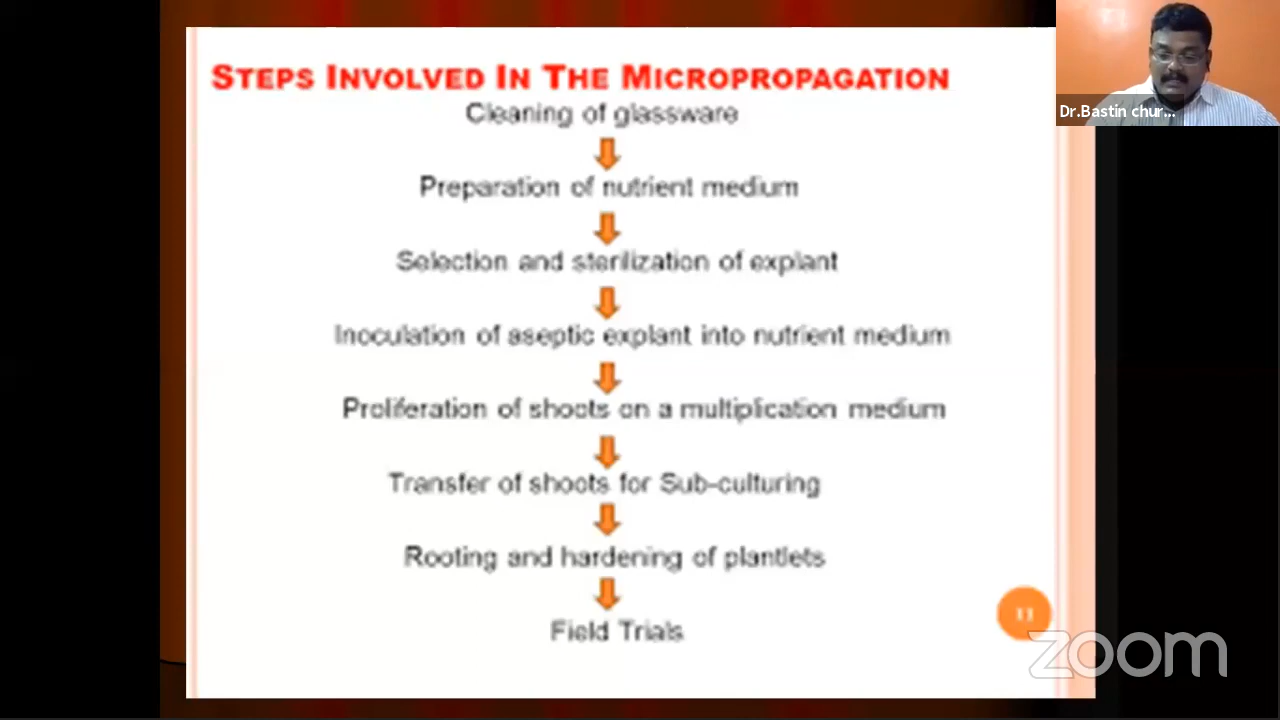 STEPS INVOLVED IN THE MICROPROPAGATION
Cleaning of glassware
Preparation of nutrient medium
Selection and sterilization of explant
Inoculation of aseptic explant into nutrient medium
Proliferation of shoots on a multiplication medium
Transfer of shoots for Sub-culturing
Rooting and hardening of plantlets
Field Trials
11
Dr.Bastin chur...
zoom